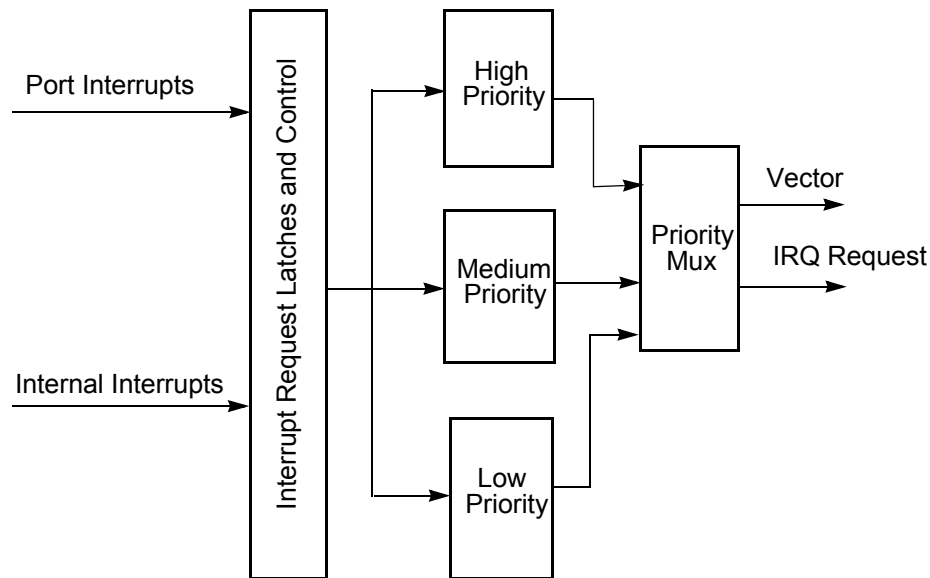 Port Interrupts
Internal Interrupts
Interrupt Request Latches and Control
High
Priority
Medium
Priority
Low
Priority
Priority
Mux
Vector
IRQ Request